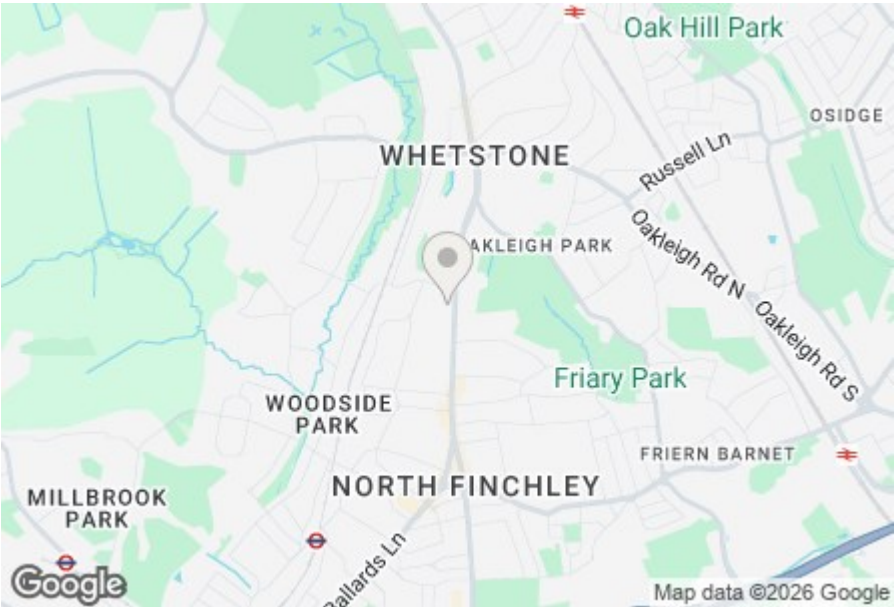 Oak Hill Park
OSIDGE
WHETSTONE
Russell Ln
AKLEIGH PARK
Oakleigh Rd N
Oakleigh Rd S
Friary Park
WOODSIDE
PARK
FRIERN BARNET
NORTH FINCHLEY
MILLBROOK
PARK
Ballards Ln
Google
Map data ©2026 Google